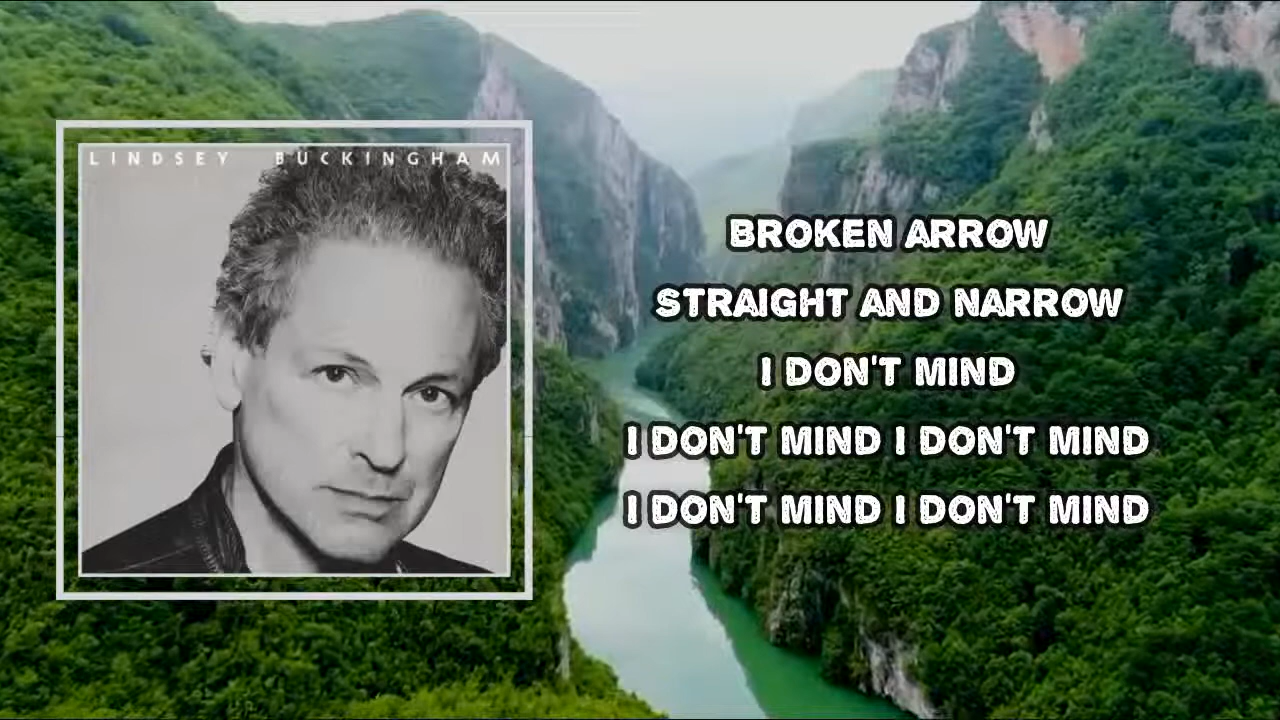 LINDSEY BUCKINGHAM
BROKEN ARROW
STRAIGHT AND NARROW
I DON'T MIND
I DON'T MIND I DON'T MIND
I DON'T MIND I DON'T MIND